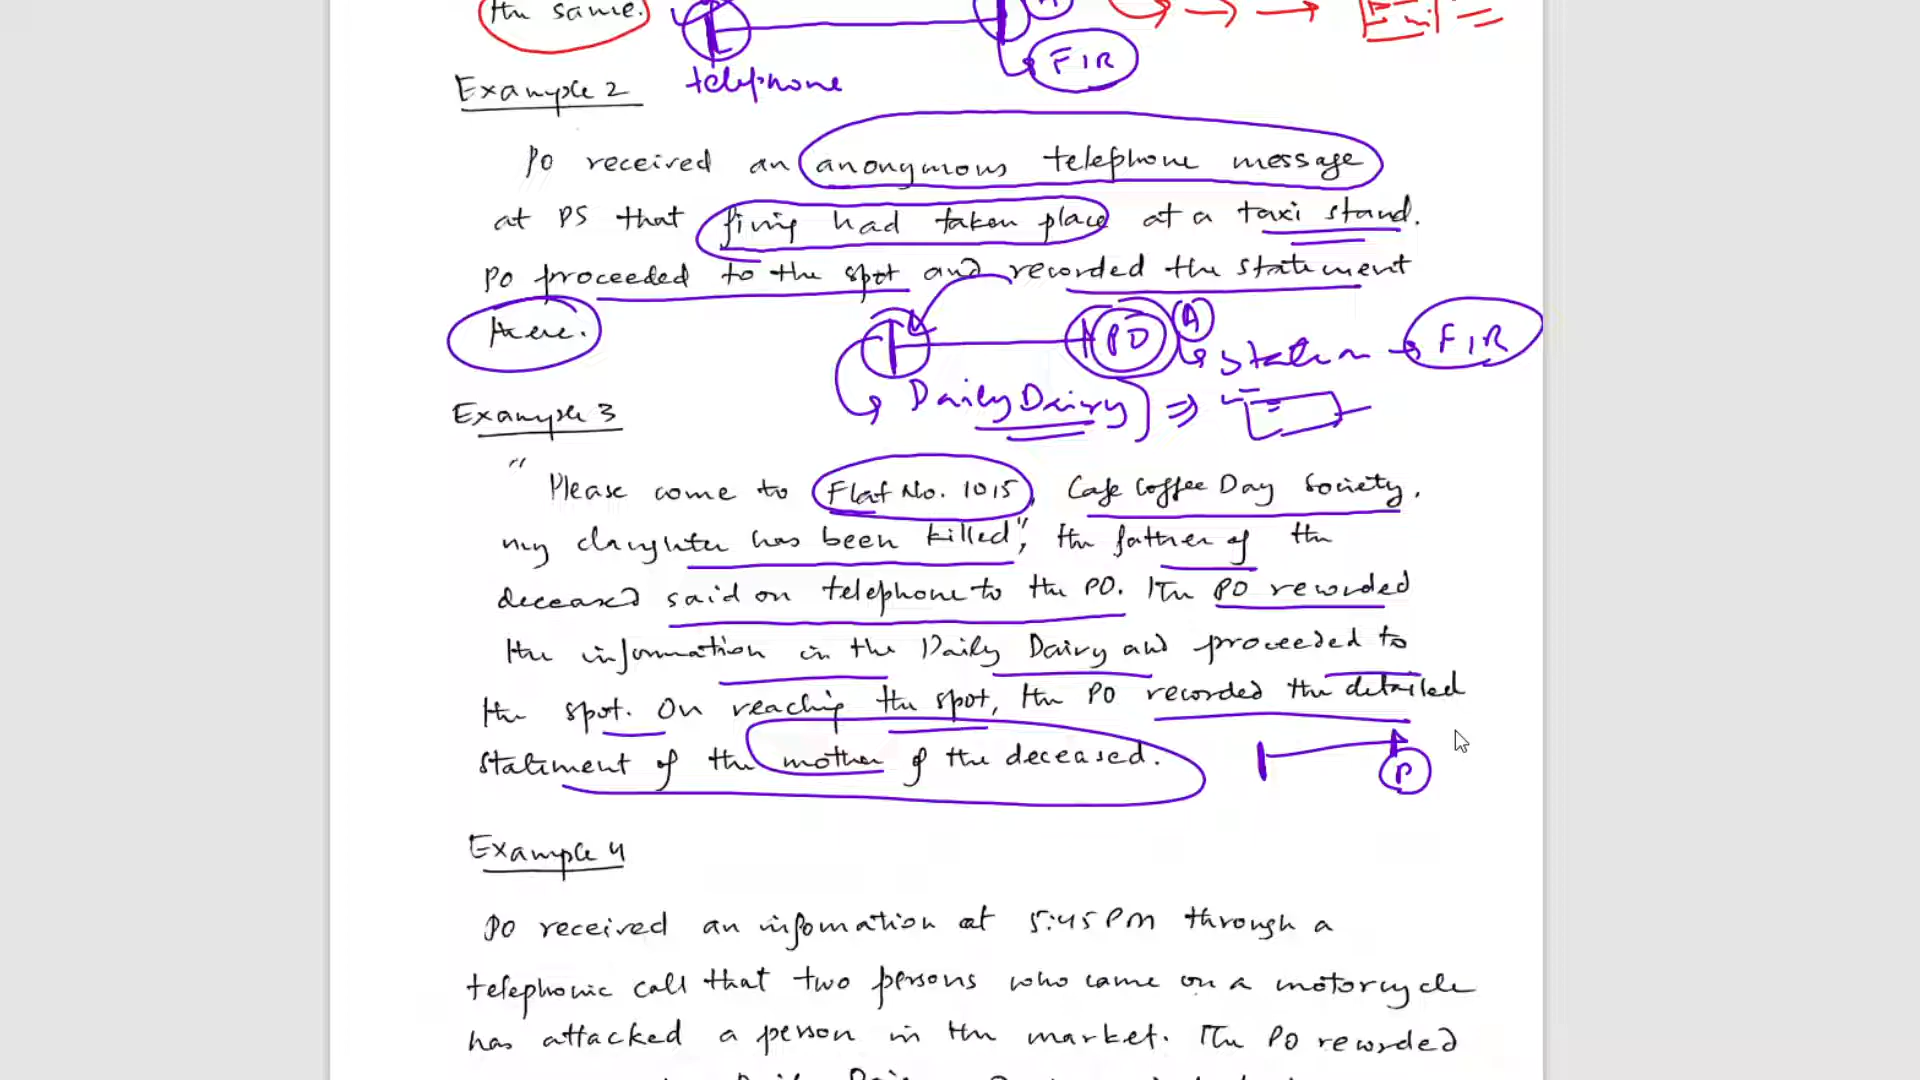 the same.
FIR
telephone
Example 2
PO received an anonymous telephone message
at PS that firing had taken place at a taxi stand.
PO proceeded to the spot and recorded the statement
there.
PO
A
FIR
Daily Dairy
Example 3
"Please come to Flat No. 1015, Cafe Coffee Day Society,
my daughter has been killed", the father of the
deceased said on telephone to the PO. The PO recorded
the information in the Daily Dairy and proceeded to
the spot. On reaching the spot, the PO recorded the detailed
statement of the mother of the deceased.
P
Example 4
PO received an infomation at 5:45 PM through a
telephonic call that two persons who came on a motorcycle
has attacked a person in the market. The PO recorded